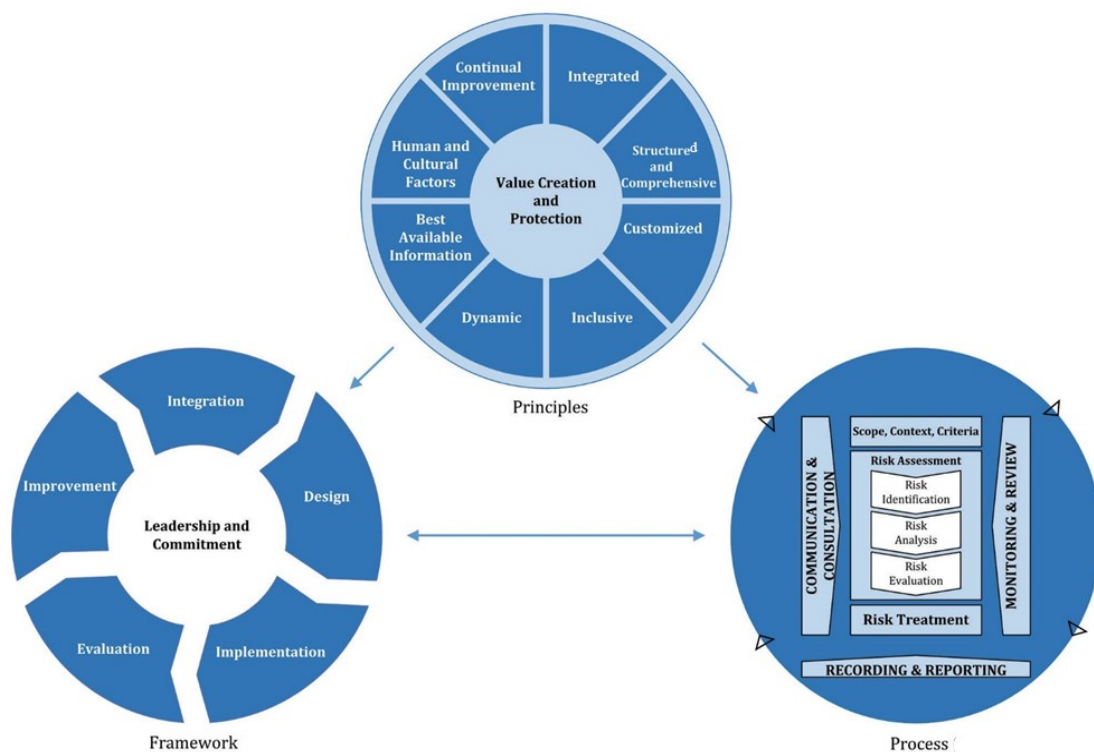 Continual
Improvement
Integrated
Structured
and
Comprehensive
Customized
Inclusive
Dynamic
Best
Available
Information
Human and
Cultural
Factors
Value Creation
and
Protection
Principles
Integration
Design
Implementation
Evaluation
Improvement
Leadership and
Commitment
Framework
Scope, Context, Criteria
Risk Assessment
Risk
Identification
Risk
Analysis
Risk
Evaluation
Risk Treatment
COMMUNICATION &
CONSULTATION
MONITORING & REVIEW
RECORDING & REPORTING
Process